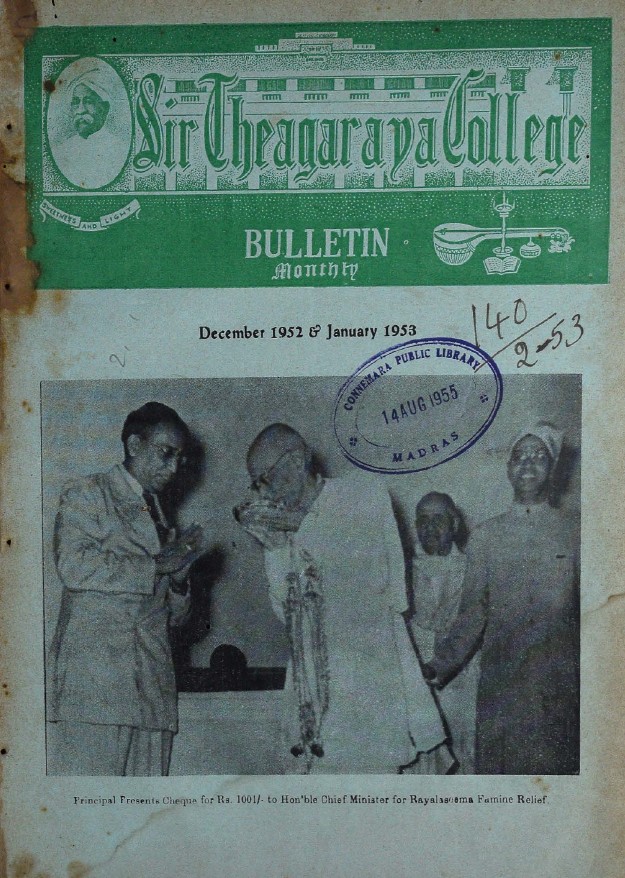 Sir Theagaraya College
SWEETNESS AND LIGHT
BULLETIN
Monthly
December 1952 & January 1953
140
2-53
CONNEMARA PUBLIC LIBRARY
14 AUG 1955
MADRAS
Principal Presents Cheque for Rs. 1001/- to Hon'ble Chief Minister for Rayalaseema Famine Relief.